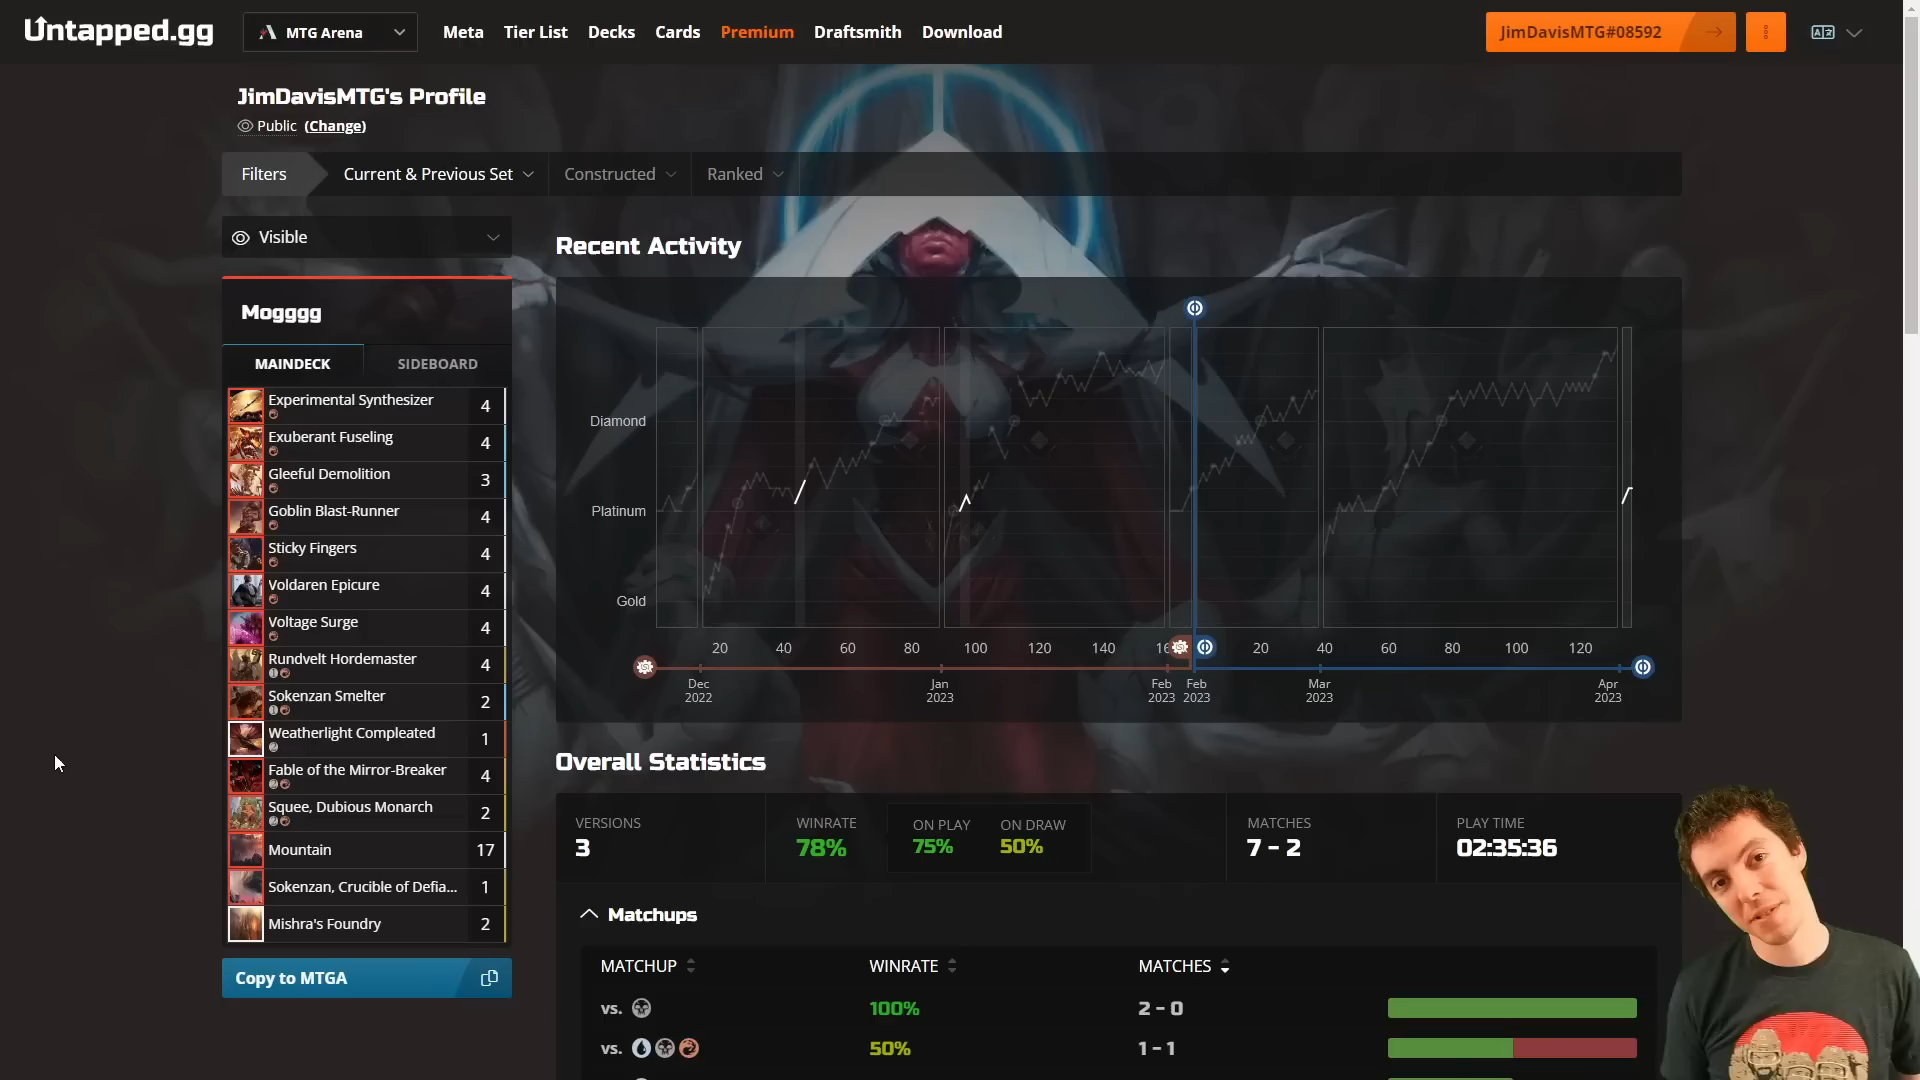 Untapped.gg
MTG Arena
Meta
Tier List
Decks
Cards
Premium
Draftsmith
Download
JimDavisMTG#08592
JimDavisMTG's Profile
Public (Change)
Filters
Current & Previous Set
Constructed
Ranked
Visible
Mogggg
MAINDECK
SIDEBOARD
Experimental Synthesizer 4
Exuberant Fuseling 4
Gleeful Demolition 3
Goblin Blast-Runner 4
Sticky Fingers 4
Voldaren Epicure 4
Voltage Surge 4
Rundvelt Hordemaster 4
Sokenzan Smelter 2
Weatherlight Compleated 1
Fable of the Mirror-Breaker 4
Squee, Dubious Monarch 2
Mountain 17
Sokenzan, Crucible of Defia... 1
Mishra's Foundry 2
Copy to MTGA
Recent Activity
Diamond
Platinum
Gold
20 40 60 80 100 120 140 16 20 40 60 80 100 120
Dec 2022
Jan 2023
Feb 2023
Feb 2023
Mar 2023
Apr 2023
Overall Statistics
VERSIONS
3
WINRATE
78%
ON PLAY
75%
ON DRAW
50%
MATCHES
7 - 2
PLAY TIME
02:35:36
Matchups
MATCHUP WINRATE MATCHES
vs. 100% 2 - 0
vs. 50% 1 - 1